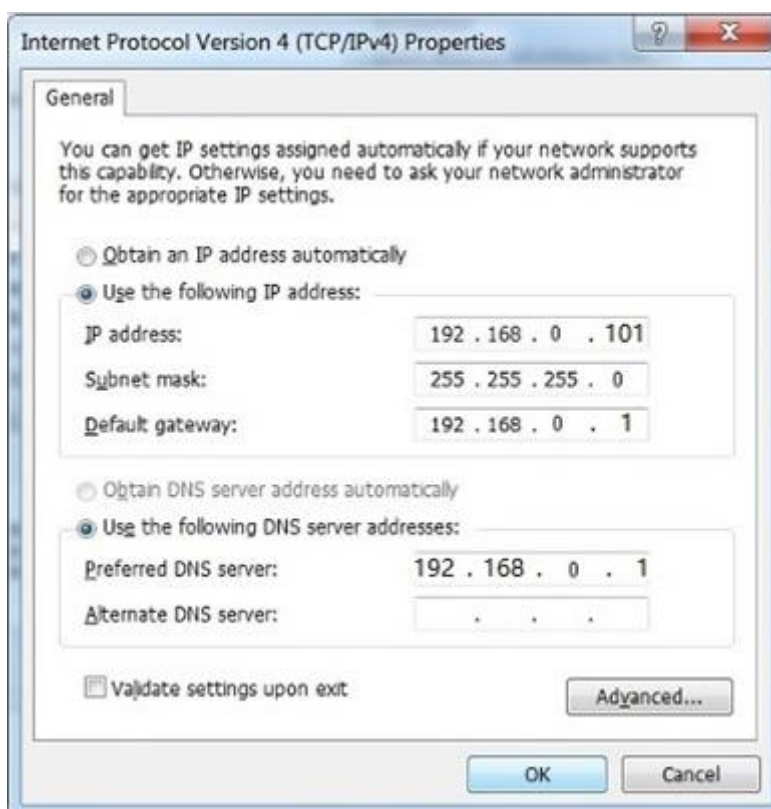 Internet Protocol Version 4 (TCP/IPv4) Properties
General
You can get IP settings assigned automatically if your network supports
this capability. Otherwise, you need to ask your network administrator
for the appropriate IP settings.
Obtain an IP address automatically
Use the following IP address:
IP address: 192 . 168 . 0 . 101
Subnet mask: 255 . 255 . 255 . 0
Default gateway: 192 . 168 . 0 . 1
Obtain DNS server address automatically
Use the following DNS server addresses:
Preferred DNS server: 192 . 168 . 0 . 1
Alternate DNS server: . . .
Validate settings upon exit
Advanced...
OK Cancel